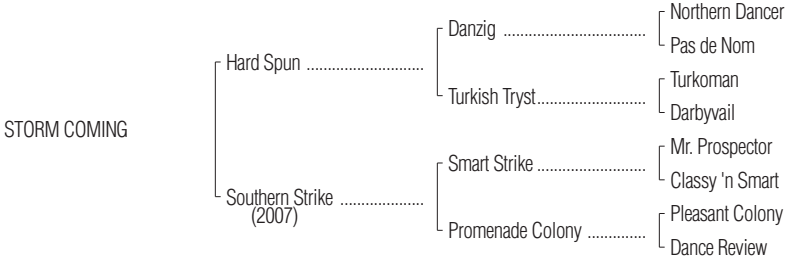 Northern Dancer
Danzig ................................
Pas de Nom
Hard Spun ...........................
Turkoman
Turkish Tryst.........................
Darbyvail
STORM COMING
Mr. Prospector
Smart Strike .........................
Classy 'n Smart
Southern Strike ...................
(2007)
Pleasant Colony
Promenade Colony .............
Dance Review